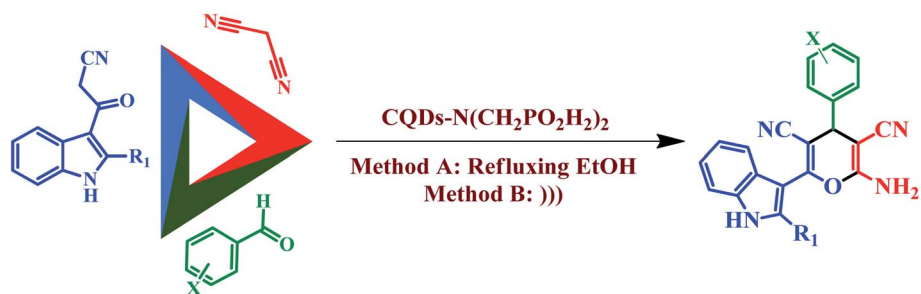 CN
O
N
H
R1
N
N
H
O
X
CQDs-N(CH2PO2H2)2
Method A: Refluxing EtOH
Method B: )))
X
NC
CN
O
NH2
HN
R1